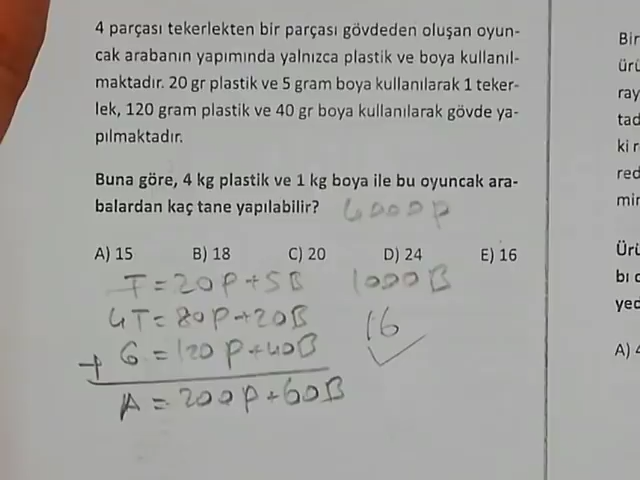 4 parçası tekerlekten bir parçası gövdeden oluşan oyun-
cak arabanın yapımında yalnızca plastik ve boya kullanıl-
maktadır. 20 gr plastik ve 5 gram boya kullanılarak 1 teker-
lek, 120 gram plastik ve 40 gr boya kullanılarak gövde ya-
pılmaktadır.
Buna göre, 4 kg plastik ve 1 kg boya ile bu oyuncak ara-
balardan kaç tane yapılabilir?
4000P
A) 15 B) 18 C) 20 D) 24 E) 16
T = 20P + 5B 1000B
4T = 80P + 20B 16
+ G = 120P + 40B
A = 200P + 60B
Bir
ürü
ray
tad
ki r
red
mir
Ürü
bı c
yed
A) 4